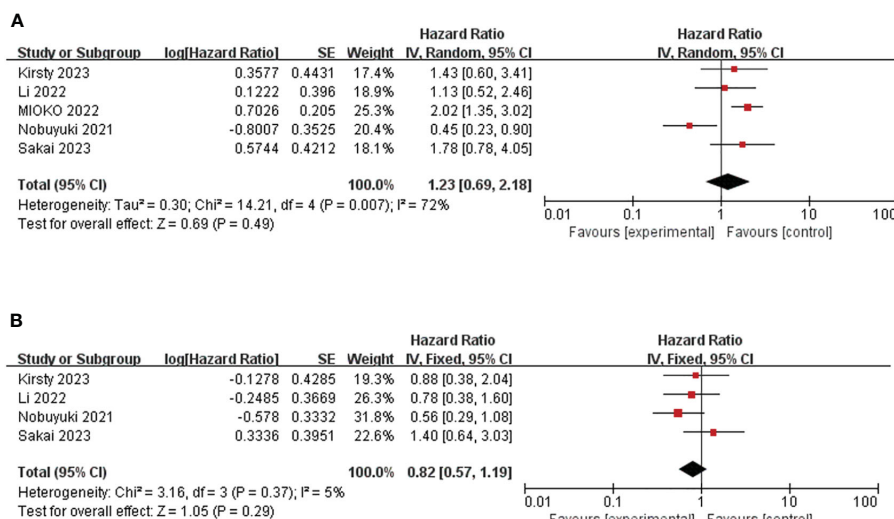 A
Hazard Ratio Hazard Ratio
Study or Subgroup log[Hazard Ratio] SE Weight IV, Random, 95% CI IV, Random, 95% CI
Kirsty 2023 0.3577 0.4431 17.4% 1.43 [0.60, 3.41]
Li 2022 0.1222 0.396 18.9% 1.13 [0.52, 2.46]
MIOKO 2022 0.7026 0.205 25.3% 2.02 [1.35, 3.02]
Nobuyuki 2021 -0.8007 0.3525 20.4% 0.45 [0.23, 0.90]
Sakai 2023 0.5744 0.4212 18.1% 1.78 [0.78, 4.05]
Total (95% CI) 100.0% 1.23 [0.69, 2.18]
Heterogeneity: Tau² = 0.30; Chi² = 14.21, df = 4 (P = 0.007); I² = 72%
Test for overall effect: Z = 0.69 (P = 0.49)
0.01 0.1 1 10 100
Favours [experimental] Favours [control]
B
Hazard Ratio Hazard Ratio
Study or Subgroup log[Hazard Ratio] SE Weight IV, Fixed, 95% CI IV, Fixed, 95% CI
Kirsty 2023 -0.1278 0.4285 19.3% 0.88 [0.38, 2.04]
Li 2022 -0.2485 0.3669 26.3% 0.78 [0.38, 1.60]
Nobuyuki 2021 -0.578 0.3332 31.8% 0.56 [0.29, 1.08]
Sakai 2023 0.3336 0.3951 22.6% 1.40 [0.64, 3.03]
Total (95% CI) 100.0% 0.82 [0.57, 1.19]
Heterogeneity: Chi² = 3.16, df = 3 (P = 0.37); I² = 5%
Test for overall effect: Z = 1.05 (P = 0.29)
0.01 0.1 1 10 100
Favours [experimental] Favours [control]